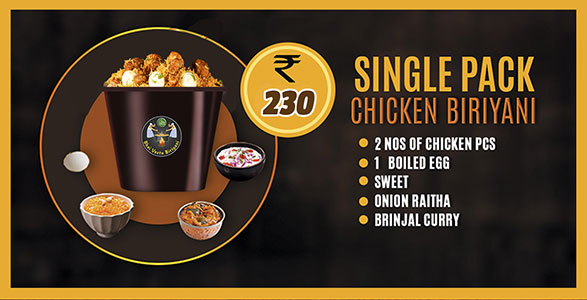 ₹
230
SINGLE PACK
CHICKEN BIRIYANI
2 NOS OF CHICKEN PCS
1 BOILED EGG
SWEET
ONION RAITHA
BRINJAL CURRY